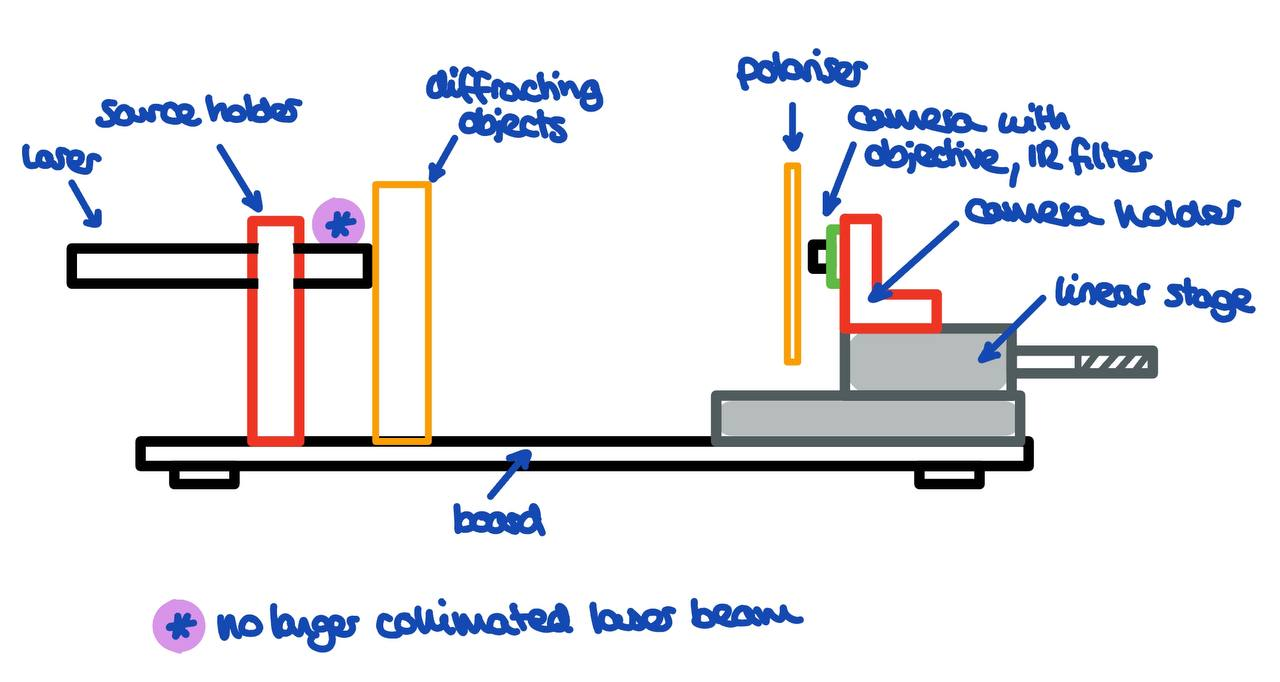 laser
source holder
diffracting
objects
polariser
camera with
objective, IR filter
camera holder
linear stage
board
* no longer collimated laser beam
*